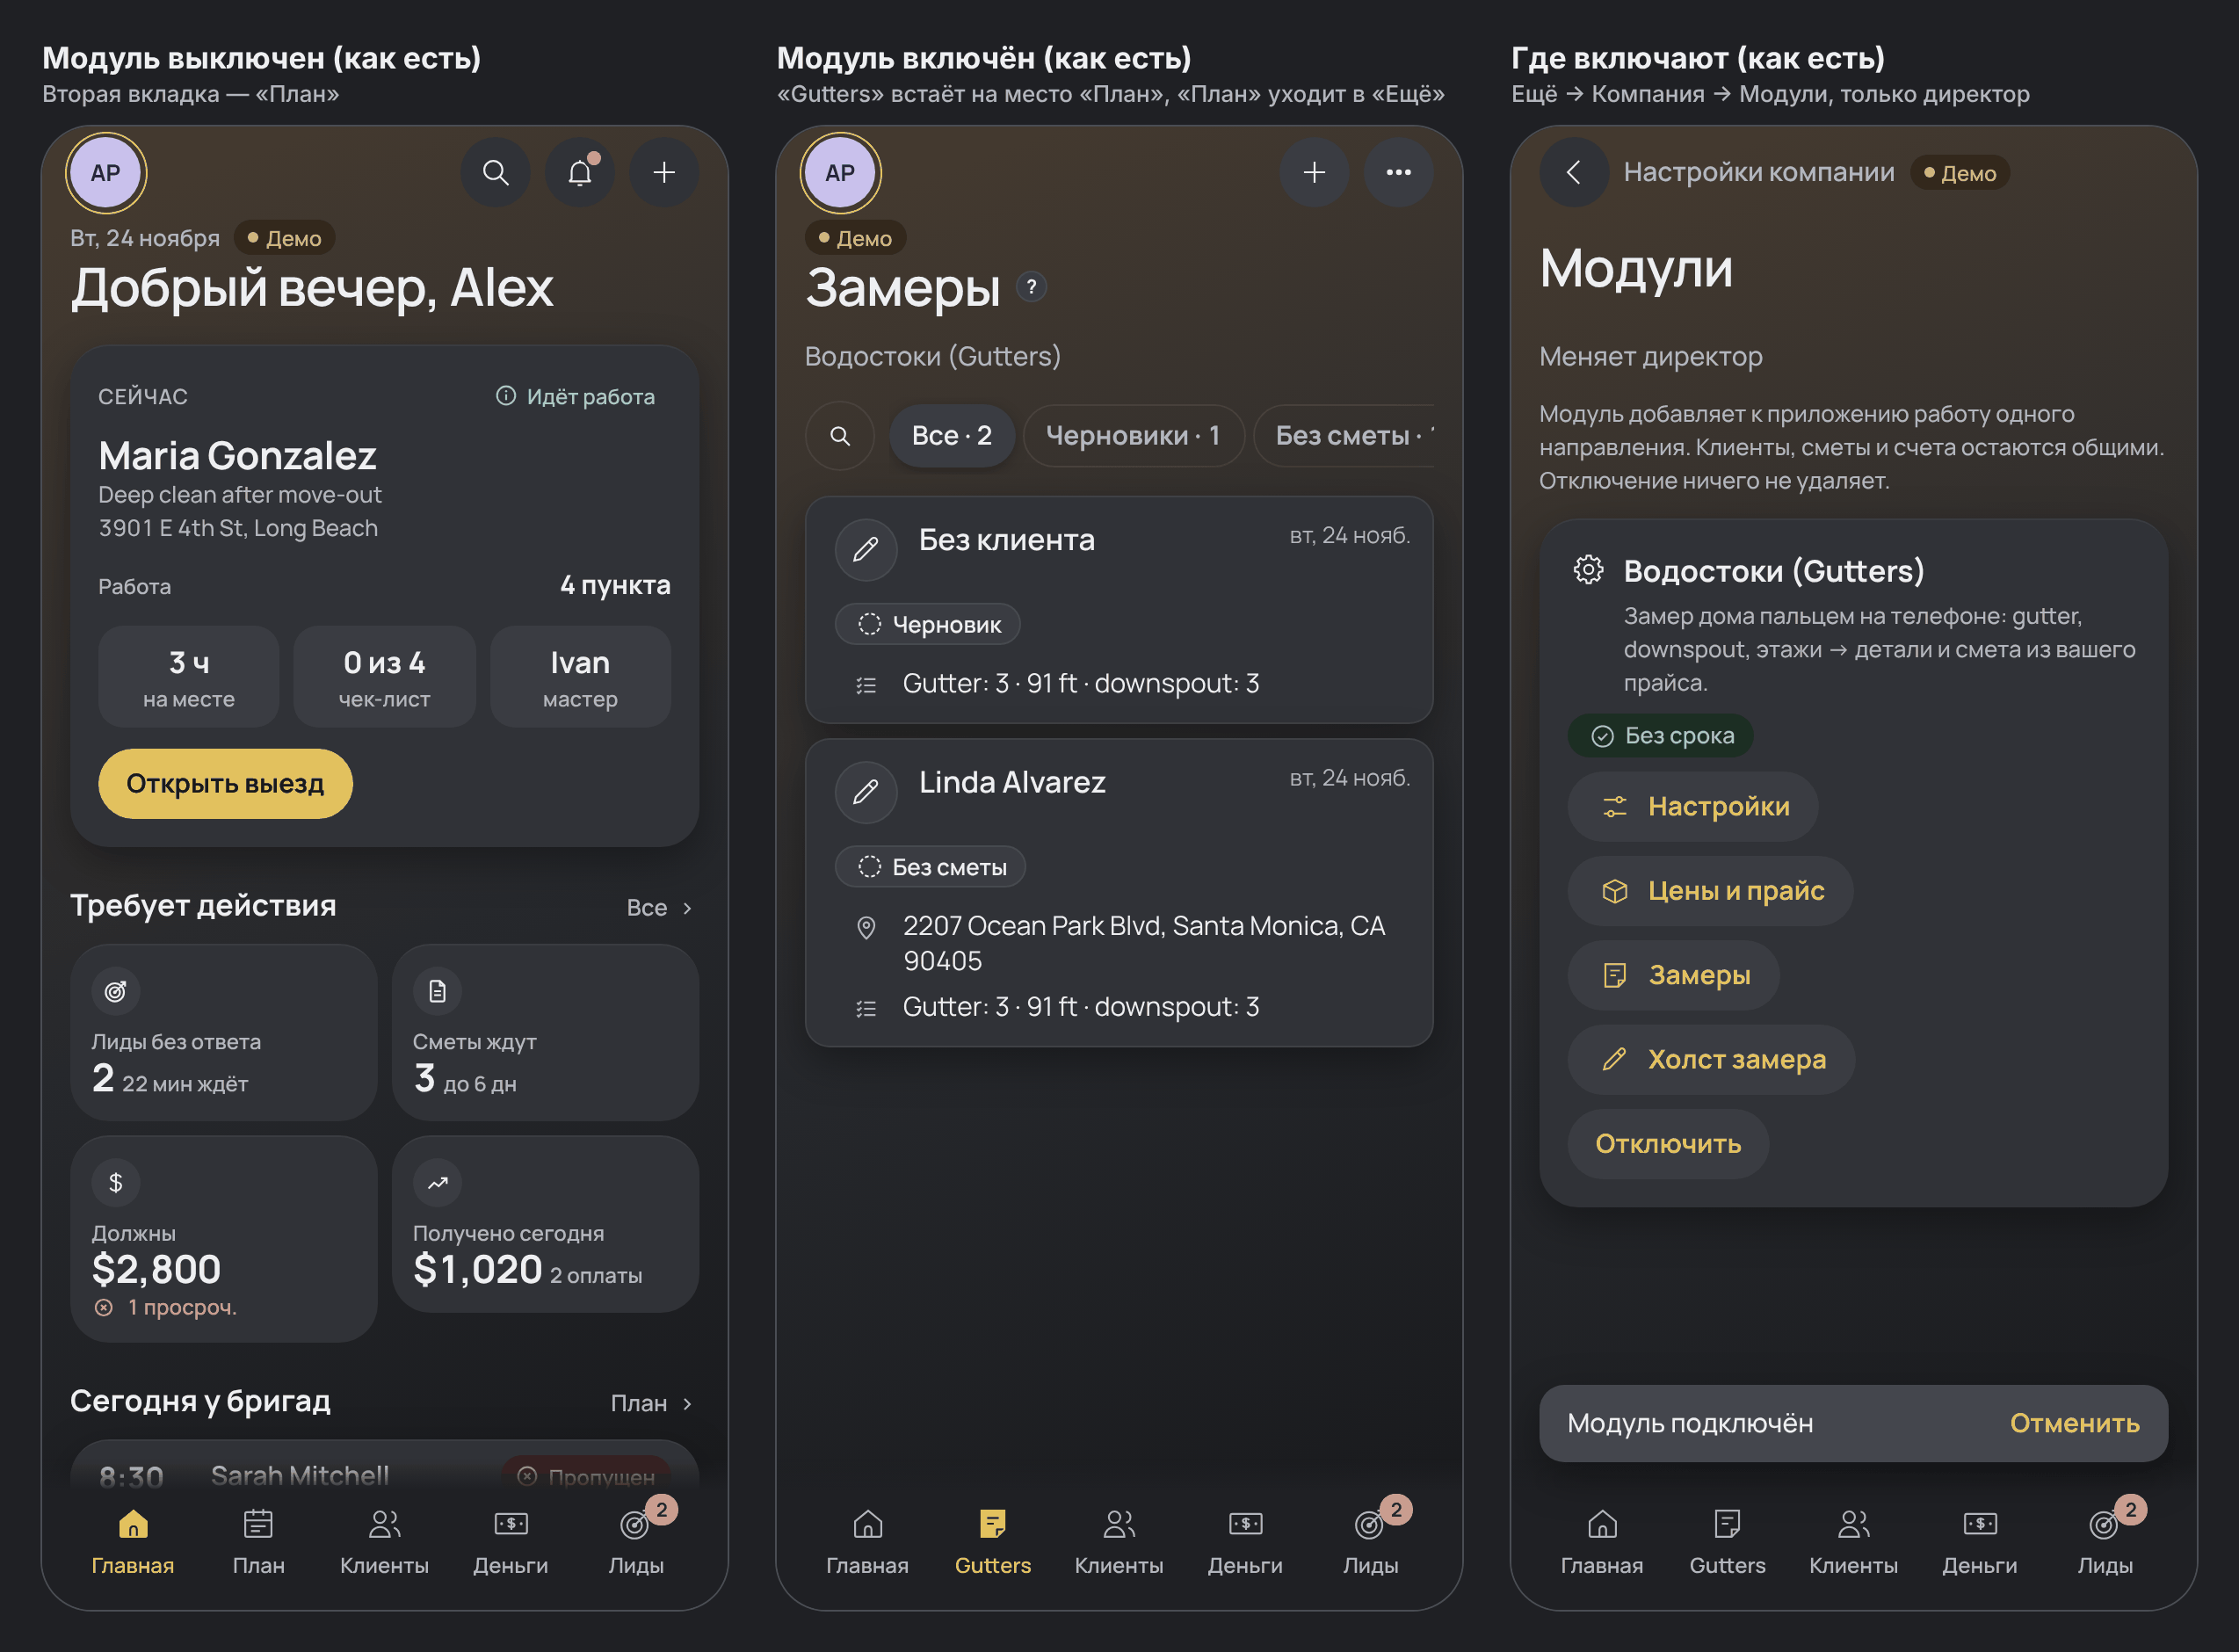 Модуль выключен (как есть)
Вторая вкладка — «План»
AP
Вт, 24 ноября
Демо
Добрый вечер, Alex
СЕЙЧАС
Идёт работа
Maria Gonzalez
Deep clean after move-out
3901 E 4th St, Long Beach
Работа
4 пункта
3 ч
на месте
0 из 4
чек-лист
Ivan
мастер
Открыть выезд
Требует действия
Все
Лиды без ответа
2 22 мин ждёт
Сметы ждут
3 до 6 дн
Должны
$2,800
1 просроч.
Получено сегодня
$1,020 2 оплаты
Сегодня у бригад
План
8:30
Sarah Mitchell
Пропущен
Главная
План
Клиенты
Деньги
2
Лиды
Модуль включён (как есть)
«Gutters» встаёт на место «План», «План» уходит в «Ещё»
AP
Демо
Замеры
?
Водостоки (Gutters)
Все · 2
Черновики · 1
Без сметы ·
Без клиента
вт, 24 нояб.
Черновик
Gutter: 3 · 91 ft · downspout: 3
Linda Alvarez
вт, 24 нояб.
Без сметы
2207 Ocean Park Blvd, Santa Monica, CA
90405
Gutter: 3 · 91 ft · downspout: 3
Главная
Gutters
Клиенты
Деньги
2
Лиды
Где включают (как есть)
Ещё → Компания → Модули, только директор
Настройки компании
Демо
Модули
Меняет директор
Модуль добавляет к приложению работу одного
направления. Клиенты, сметы и счета остаются общими.
Отключение ничего не удаляет.
Водостоки (Gutters)
Замер дома пальцем на телефоне: gutter,
downspout, этажи → детали и смета из вашего
прайса.
Без срока
Настройки
Цены и прайс
Замеры
Холст замера
Отключить
Модуль подключён
Отменить
Главная
Gutters
Клиенты
Деньги
2
Лиды